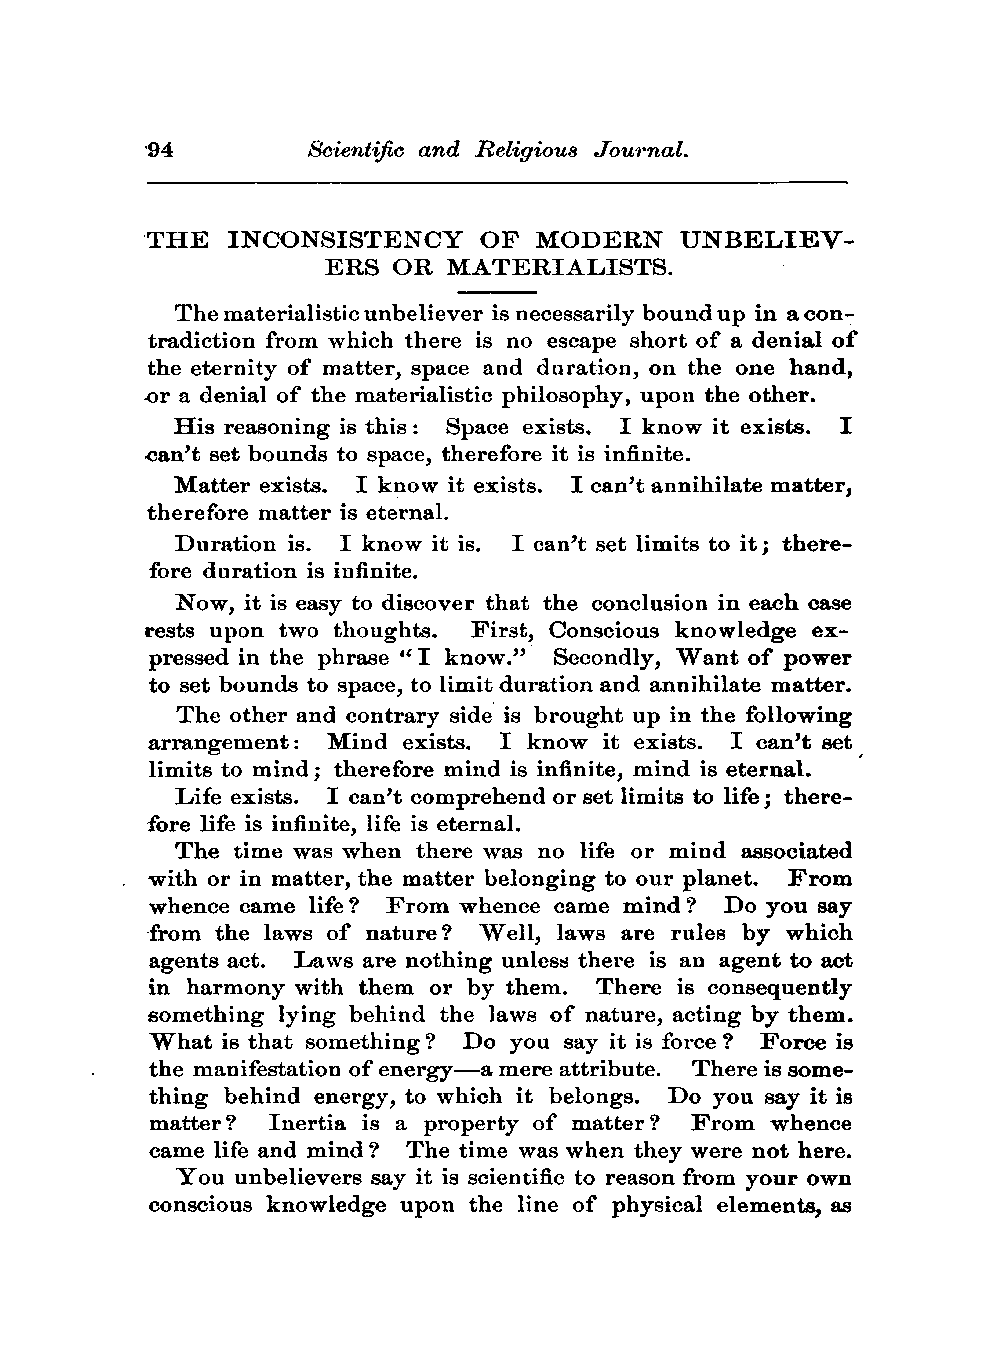 94 Scientific and Religious Journal.
THE INCONSISTENCY OF MODERN UNBELIEV-
ERS OR MATERIALISTS.
The materialistic unbeliever is necessarily bound up in a con-
tradiction from which there is no escape short of a denial of
the eternity of matter, space and duration, on the one hand,
or a denial of the materialistic philosophy, upon the other.
His reasoning is this: Space exists. I know it exists. I
can't set bounds to space, therefore it is infinite.
Matter exists. I know it exists. I can't annihilate matter,
therefore matter is eternal.
Duration is. I know it is. I can't set limits to it; there-
fore duration is infinite.
Now, it is easy to discover that the conclusion in each case
rests upon two thoughts. First, Conscious knowledge ex-
pressed in the phrase "I know." Secondly, Want of power
to set bounds to space, to limit duration and annihilate matter.
The other and contrary side is brought up in the following
arrangement: Mind exists. I know it exists. I can't set
limits to mind; therefore mind is infinite, mind is eternal.
Life exists. I can't comprehend or set limits to life; there-
fore life is infinite, life is eternal.
The time was when there was no life or mind associated
with or in matter, the matter belonging to our planet. From
whence came life? From whence came mind? Do you say
from the laws of nature? Well, laws are rules by which
agents act. Laws are nothing unless there is an agent to act
in harmony with them or by them. There is consequently
something lying behind the laws of nature, acting by them.
What is that something? Do you say it is force? Force is
the manifestation of energy—a mere attribute. There is some-
thing behind energy, to which it belongs. Do you say it is
matter? Inertia is a property of matter? From whence
came life and mind? The time was when they were not here.
You unbelievers say it is scientific to reason from your own
conscious knowledge upon the line of physical elements, as